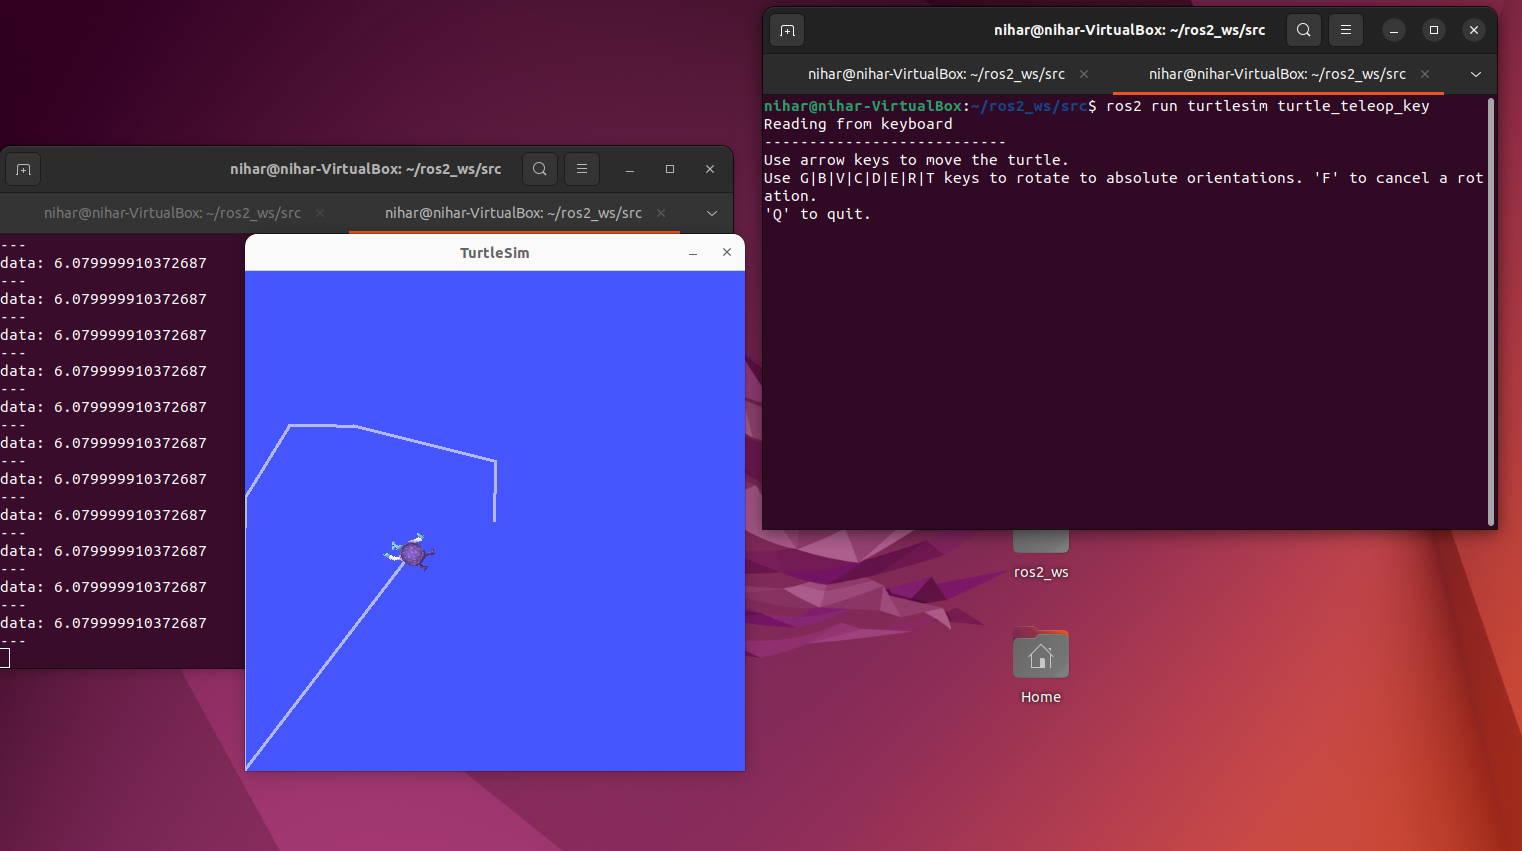 nihar@nihar-VirtualBox: ~/ros2_ws/src
nihar@nihar-VirtualBox: ~/ros2_ws/src
nihar@nihar-VirtualBox: ~/ros2_ws/src
---
data: 6.079999910372687
---
data: 6.079999910372687
---
data: 6.079999910372687
---
data: 6.079999910372687
---
data: 6.079999910372687
---
data: 6.079999910372687
---
data: 6.079999910372687
---
data: 6.079999910372687
---
data: 6.079999910372687
---
data: 6.079999910372687
---
data: 6.079999910372687
---
TurtleSim
nihar@nihar-VirtualBox: ~/ros2_ws/src
nihar@nihar-VirtualBox: ~/ros2_ws/src
nihar@nihar-VirtualBox: ~/ros2_ws/src
nihar@nihar-VirtualBox:~/ros2_ws/src$ ros2 run turtlesim turtle_teleop_key
Reading from keyboard
---------------------------
Use arrow keys to move the turtle.
Use G|B|V|C|D|E|R|T keys to rotate to absolute orientations. 'F' to cancel a rot
ation.
'Q' to quit.
ros2_ws
Home